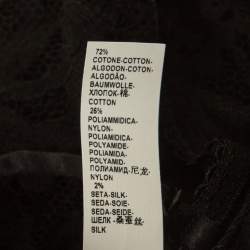 72%
COTONE-COTTON-
ALGODON-COTON-
ALGODÃO-
BAUMWOLLE-
ХЛОПОК-棉-
COTTON
26%
POLIAMMIDICA-
NYLON-
POLIAMIDICA-
POLYAMIDE-
POLIAMIDA-
POLYAMID-
ПОЛИАМИД-尼龙-
NYLON
2%
SETA-SILK-
SEDA-SOIE-
SEDA-SEIDE-
ШЕЛК-桑蚕丝-
SILK